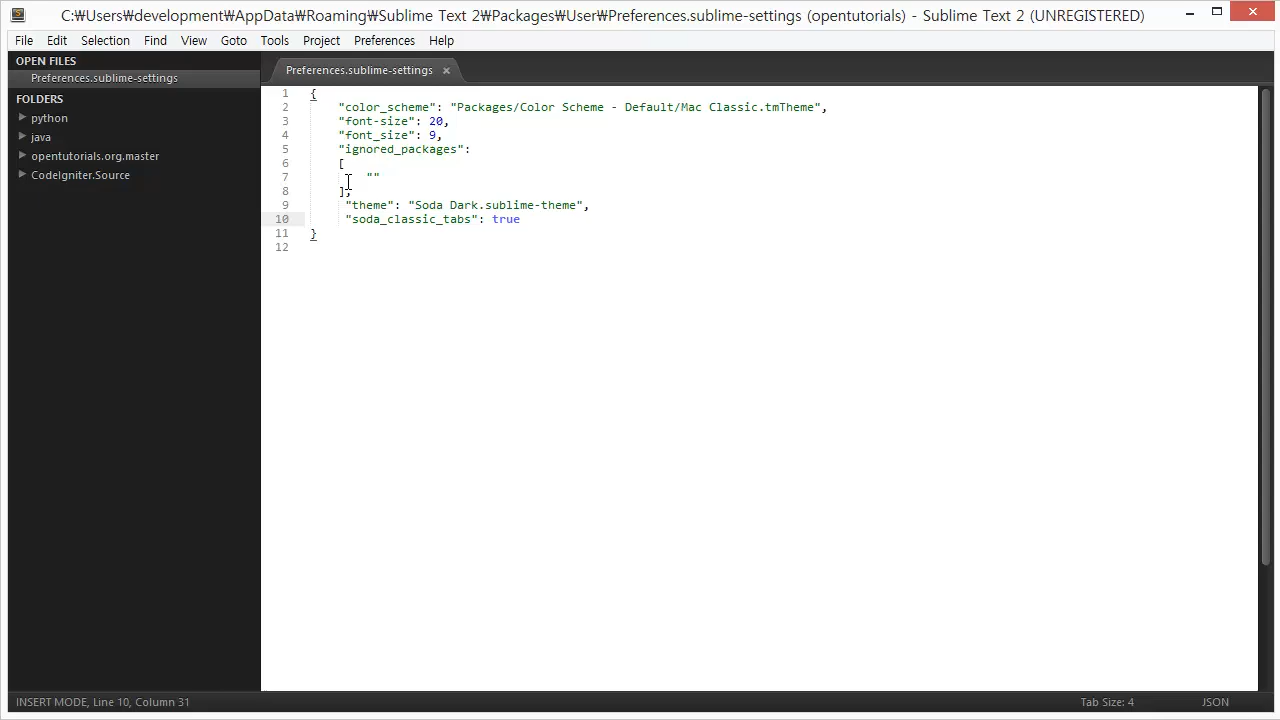 C:₩Users₩development₩AppData₩Roaming₩Sublime Text 2₩Packages₩User₩Preferences.sublime-settings (opentutorials) - Sublime Text 2 (UNREGISTERED)
File Edit Selection Find View Goto Tools Project Preferences Help
OPEN FILES
Preferences.sublime-settings
FOLDERS
python
java
opentutorials.org.master
CodeIgniter.Source
Preferences.sublime-settings ×
1 {
2 "color_scheme": "Packages/Color Scheme - Default/Mac Classic.tmTheme",
3 "font-size": 20,
4 "font_size": 9,
5 "ignored_packages":
6 [
7 ""
8 ],
9 "theme": "Soda Dark.sublime-theme",
10 "soda_classic_tabs": true
11 }
12
INSERT MODE, Line 10, Column 31
Tab Size: 4
JSON